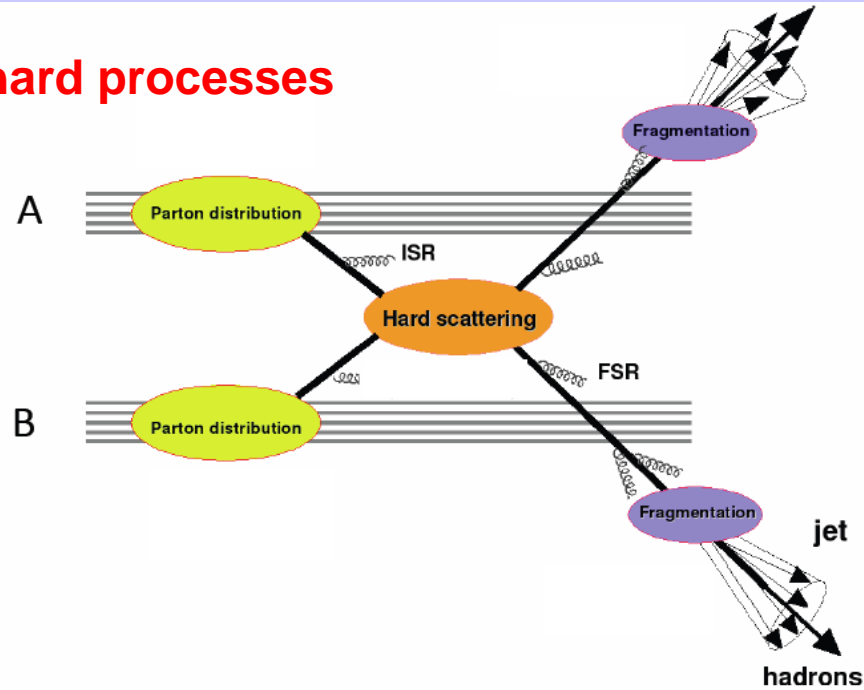 hard processes
Fragmentation
A
Parton distribution
ISR
Hard scattering
FSR
B
Parton distribution
Fragmentation
jet
hadrons